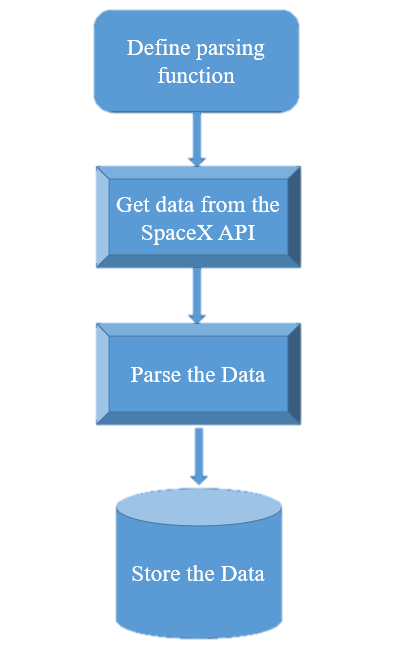 Define parsing
function
Get data from the
SpaceX API
Parse the Data
Store the Data